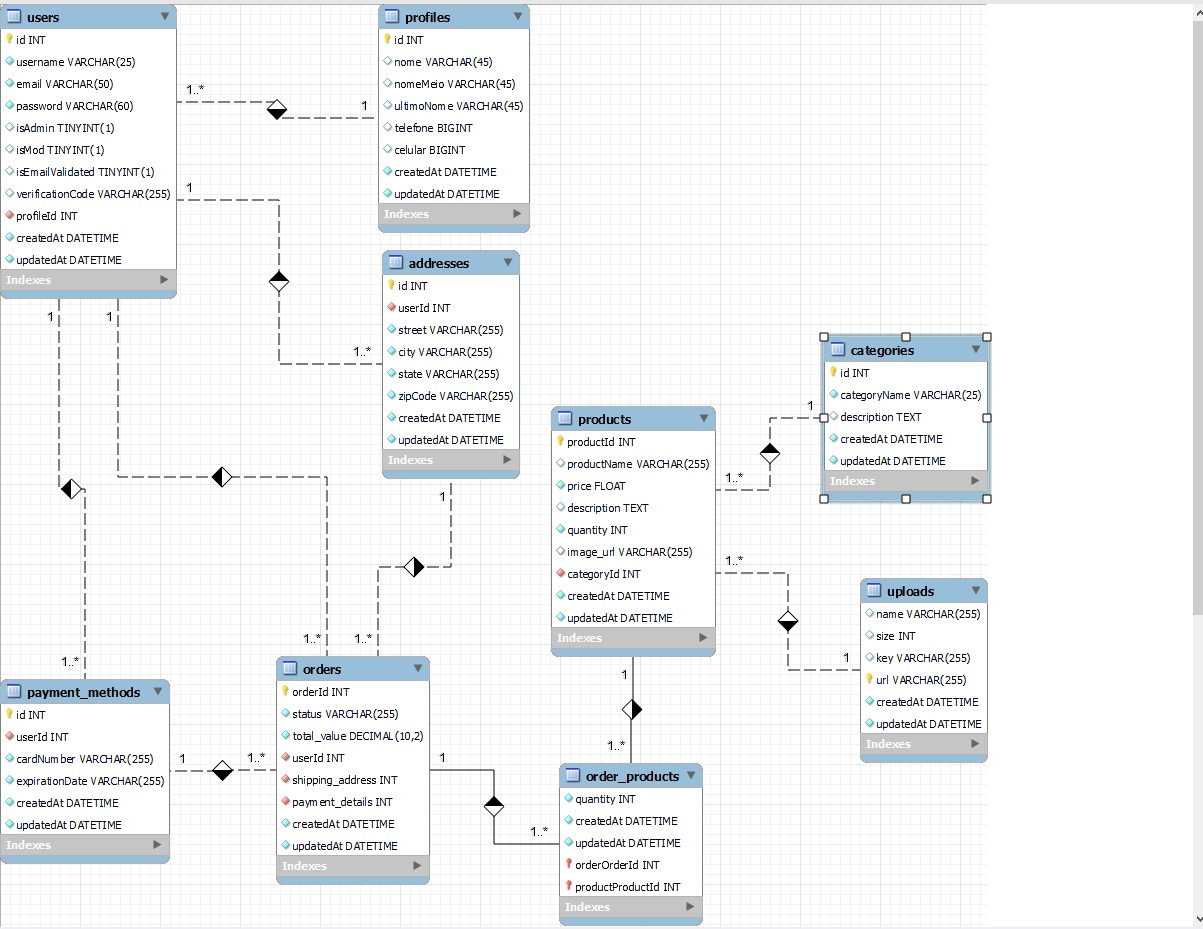 users
id INT
username VARCHAR(25)
email VARCHAR(50)
password VARCHAR(60)
isAdmin TINYINT(1)
isMod TINYINT(1)
isEmailValidated TINYINT(1)
verificationCode VARCHAR(255)
profileId INT
createdAt DATETIME
updatedAt DATETIME
Indexes
1..*
1
profiles
id INT
nome VARCHAR(45)
nomeMeio VARCHAR(45)
ultimoNome VARCHAR(45)
telefone BIGINT
celular BIGINT
createdAt DATETIME
updatedAt DATETIME
Indexes
1
1..*
addresses
id INT
userId INT
street VARCHAR(255)
city VARCHAR(255)
state VARCHAR(255)
zipCode VARCHAR(255)
createdAt DATETIME
updatedAt DATETIME
Indexes
1
1
1
categories
id INT
categoryName VARCHAR(25)
description TEXT
createdAt DATETIME
updatedAt DATETIME
Indexes
1
1..*
products
productId INT
productName VARCHAR(255)
price FLOAT
description TEXT
quantity INT
image_url VARCHAR(255)
categoryId INT
createdAt DATETIME
updatedAt DATETIME
Indexes
1..*
1
uploads
name VARCHAR(255)
size INT
key VARCHAR(255)
url VARCHAR(255)
createdAt DATETIME
updatedAt DATETIME
Indexes
1..*
1..*
1..*
payment_methods
id INT
userId INT
cardNumber VARCHAR(255)
expirationDate VARCHAR(255)
createdAt DATETIME
updatedAt DATETIME
Indexes
1
1..*
orders
orderId INT
status VARCHAR(255)
total_value DECIMAL(10,2)
userId INT
shipping_address INT
payment_details INT
createdAt DATETIME
updatedAt DATETIME
Indexes
1
1..*
1
1..*
order_products
quantity INT
createdAt DATETIME
updatedAt DATETIME
orderOrderId INT
productProductId INT
Indexes